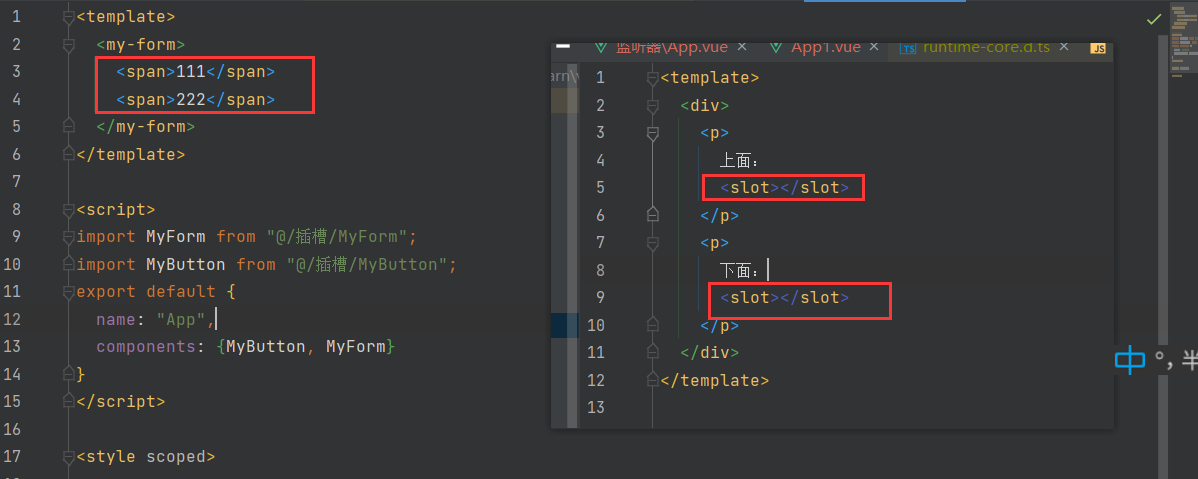 1 <template>
2 <my-form>
3 <span>111</span>
4 <span>222</span>
5 </my-form>
6 </template>
7
8 <script>
9 import MyForm from "@/插槽/MyForm";
10 import MyButton from "@/插槽/MyButton";
11 export default {
12 name: "App",
13 components: {MyButton, MyForm}
14 }
15 </script>
16
17 <style scoped>
监听器\App.vue × App1.vue × TS runtime-core.d.ts × JS
arn\v
1 <template>
2 <div>
3 <p>
4 上面：
5 <slot></slot>
6 </p>
7 <p>
8 下面：
9 <slot></slot>
10 </p>
11 </div>
12 </template>
13
中 °，半